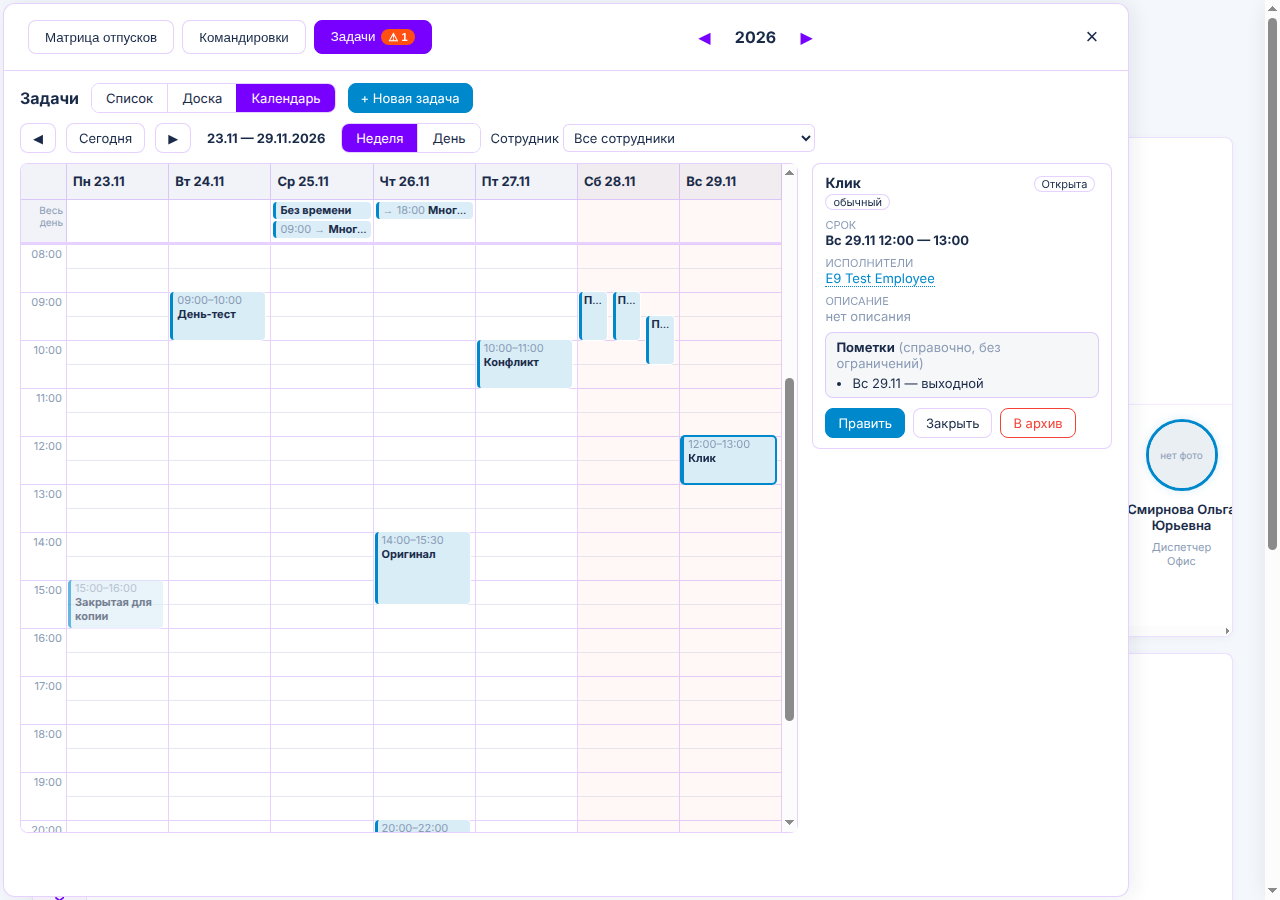 Матрица отпусков
Командировки
Задачи ⚠ 1
◀ 2026 ▶
×
Задачи
Список
Доска
Календарь
+ Новая задача
◀
Сегодня
▶
23.11 — 29.11.2026
Неделя
День
Сотрудник
Все сотрудники
Пн 23.11
Вт 24.11
Ср 25.11
Чт 26.11
Пт 27.11
Сб 28.11
Вс 29.11
Весь
день
Без времени
09:00 → Мног…
→ 18:00 Мног…
08:00
09:00
10:00
11:00
12:00
13:00
14:00
15:00
16:00
17:00
18:00
19:00
20:00
15:00–16:00
Закрытая для
копии
09:00–10:00
День-тест
14:00–15:30
Оригинал
20:00–22:00
10:00–11:00
Конфликт
П…
П…
П…
12:00–13:00
Клик
Клик
Открыта
обычный
СРОК
Вс 29.11 12:00 — 13:00
ИСПОЛНИТЕЛИ
E9 Test Employee
ОПИСАНИЕ
нет описания
Пометки (справочно, без
ограничений)
• Вс 29.11 — выходной
Править
Закрыть
В архив
нет фото
Смирнова Ольга
Юрьевна
Диспетчер
Офис